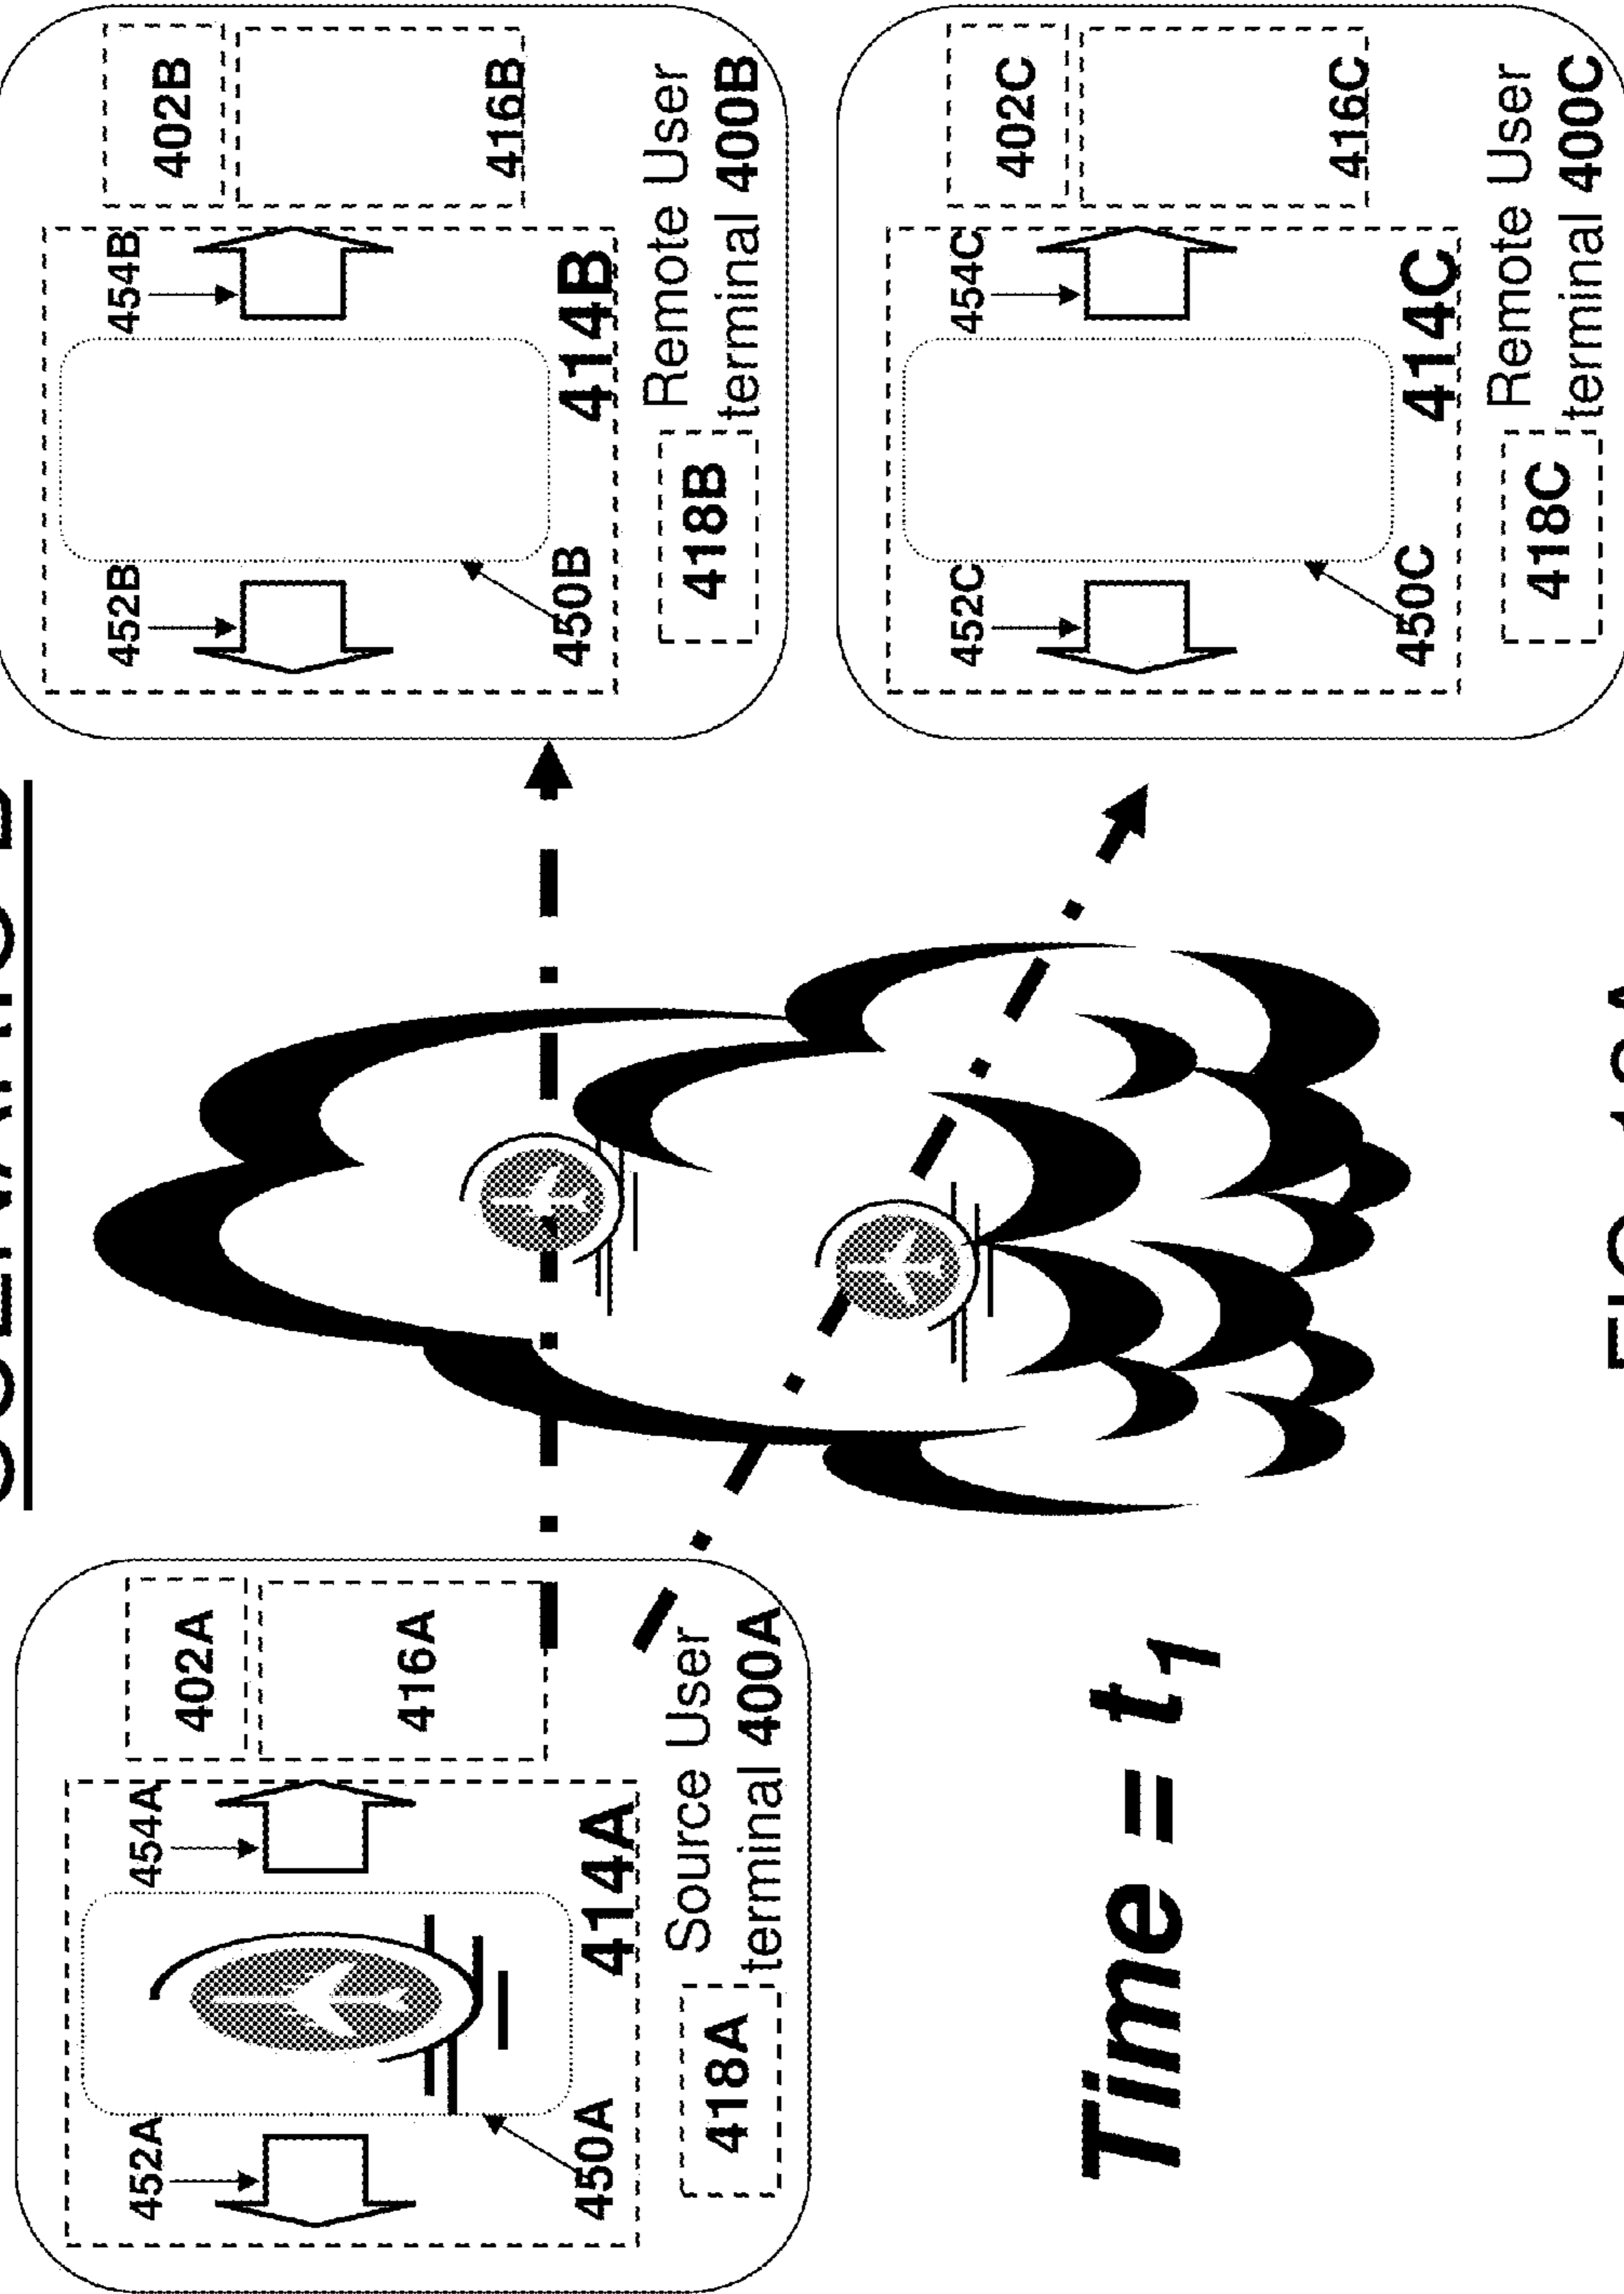 SCENARIO
452A
454A
402A
416A
450A
414A
418A
Source User
terminal 400A
452B
454B
402B
416B
450B
414B
418B
Remote User
terminal 400B
452C
454C
402C
416C
450C
414C
418C
Remote User
terminal 400C
Time = t1